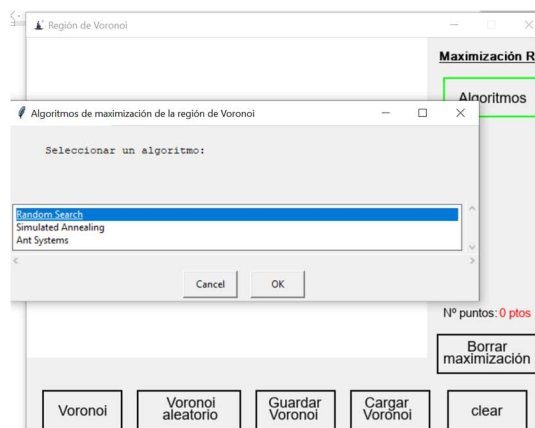 Región de Voronoi
Maximización R
Algoritmos
Algoritmos de maximización de la región de Voronoi
Seleccionar un algoritmo:
Random Search
Simulated Annealing
Ant Systems
Cancel
OK
Nº puntos: 0 ptos
Borrar
maximización
Voronoi
Voronoi
aleatorio
Guardar
Voronoi
Cargar
Voronoi
clear